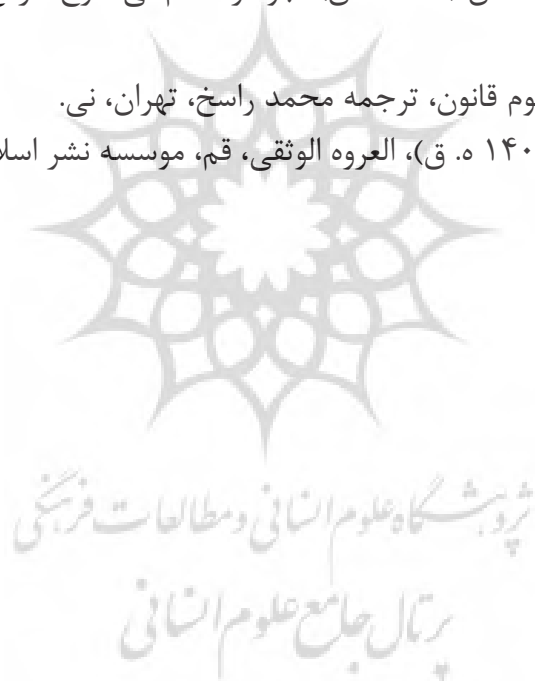 وم قانون، ترجمه محمد راسخ، تهران، نی.
۱۴۰ ه. ق)، العروه الوثقی، قم، موسسه نشر اسلا
پژوهشگاه علوم انسانی و مطالعات فرهنگی
پرتال جامع علوم انسانی